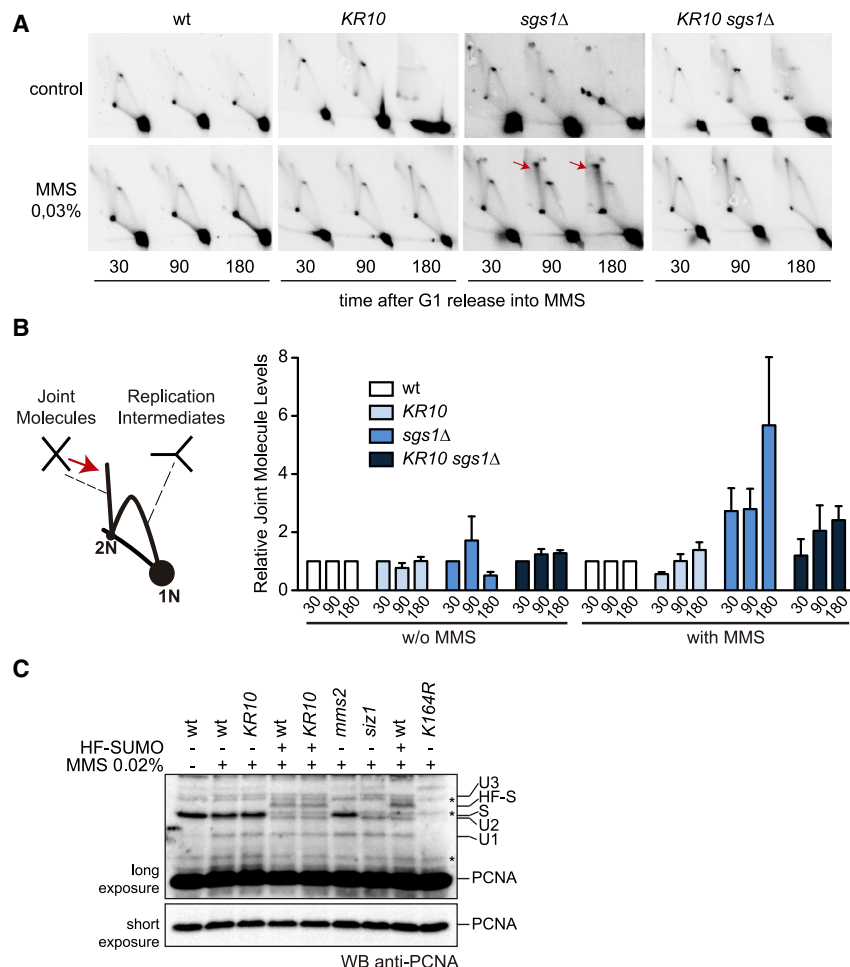 A
wt KR10 sgs1Δ KR10 sgs1Δ
control
MMS
0,03%
30 90 180 30 90 180 30 90 180 30 90 180
time after G1 release into MMS
B
Joint
Molecules
Replication
Intermediates
2N
1N
Relative Joint Molecule Levels
8
6
4
2
0
wt
KR10
sgs1Δ
KR10 sgs1Δ
30 90 180 30 90 180 30 90 180 30 90 180 30 90 180 30 90 180 30 90 180 30 90 180
w/o MMS with MMS
C
wt wt KR10 wt KR10 mms2 siz1 wt K164R
HF-SUMO - - - + + - - + -
MMS 0.02% - + + + + + + + +
U3
* HF-S
* S
U2
U1
*
long
exposure
PCNA
short
exposure
PCNA
WB anti-PCNA